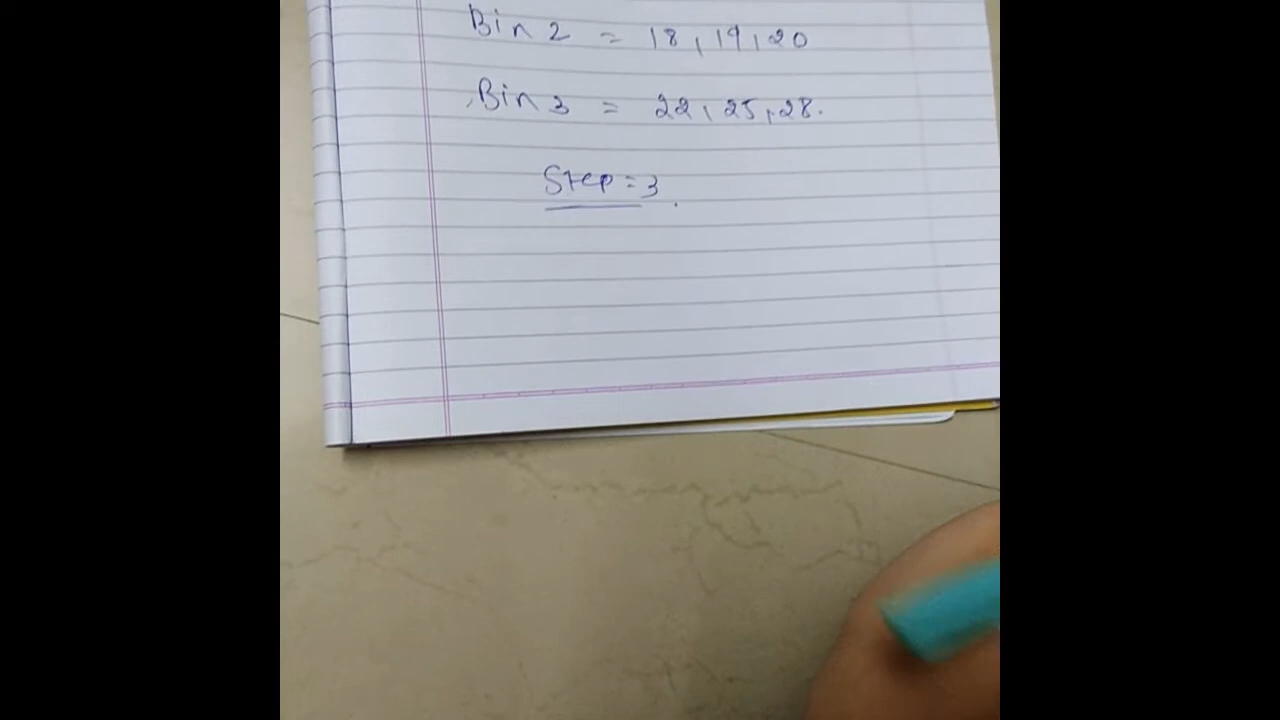 Bin 2 = 18, 19, 20
Bin 3 = 22, 25, 28.
Step = 3.